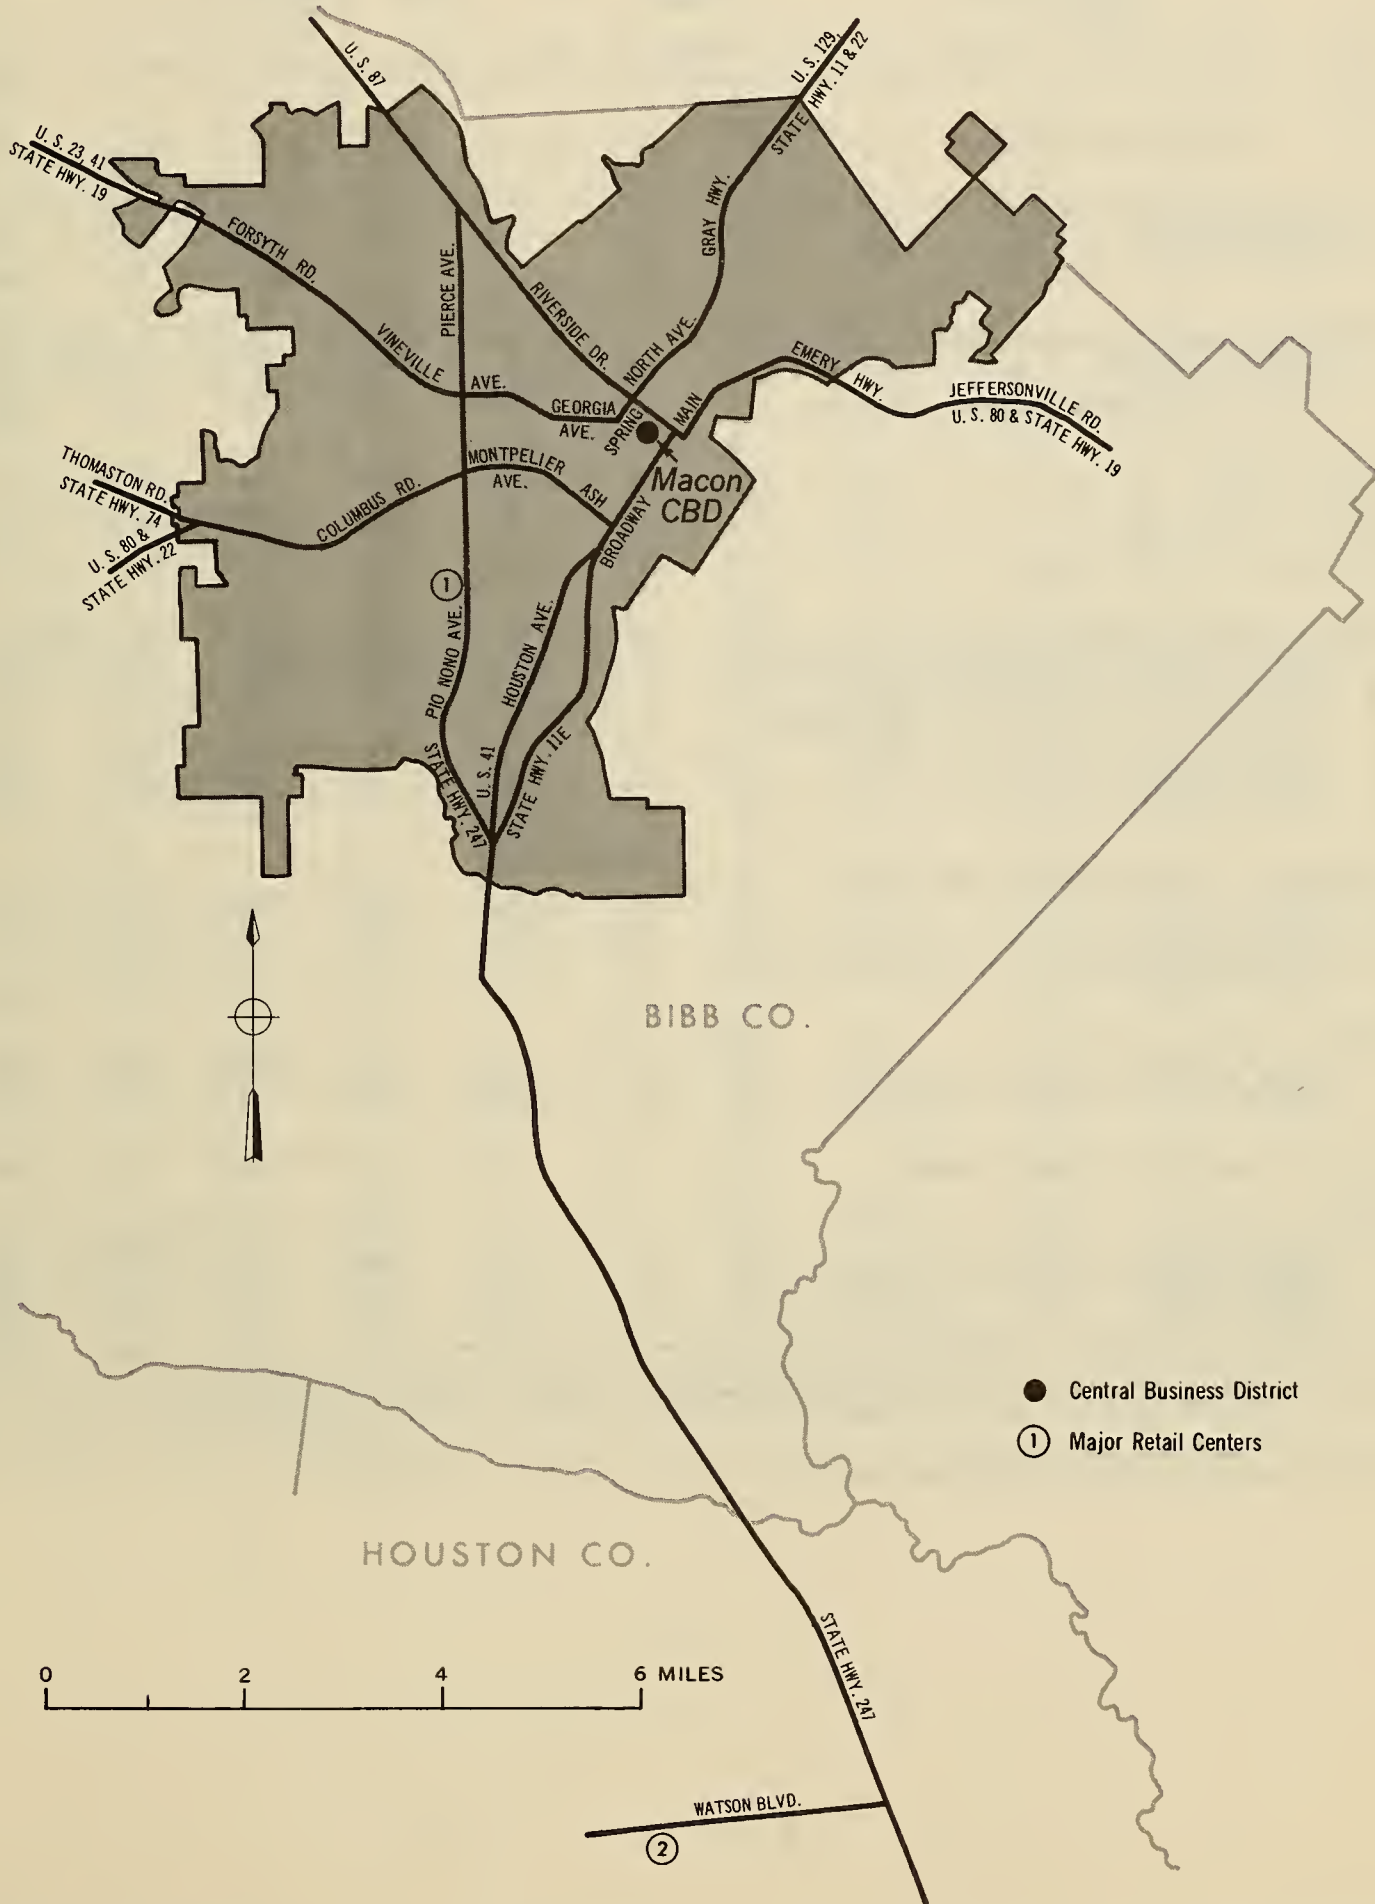 U. S. 87
U. S. 129,
STATE HWY. 11 & 22
U. S. 23, 41
STATE HWY. 19
FORSYTH RD.
PIERCE AVE.
RIVERSIDE DR.
GRAY HWY.
NORTH AVE.
VINEVILLE AVE.
GEORGIA
AVE.
SPRING
MAIN
EMERY HWY.
JEFFERSONVILLE RD.
U. S. 80 & STATE HWY. 19
Macon
CBD
THOMASTON RD.
STATE HWY. 74
U. S. 80 &
STATE HWY. 22
COLUMBUS RD.
MONTPELIER
AVE.
ASH
BROADWAY
1
PIO NONO AVE.
HOUSTON AVE.
STATE HWY. 247
U. S. 41
STATE HWY. 11E
BIBB CO.
Central Business District
1 Major Retail Centers
HOUSTON CO.
0 2 4 6 MILES
STATE HWY. 247
WATSON BLVD.
2